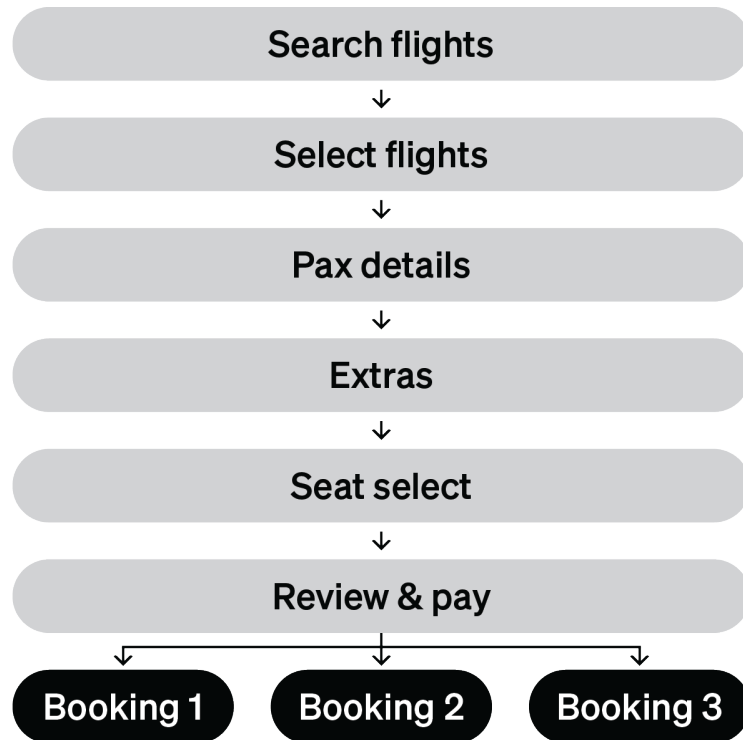 Search flights
Select flights
Pax details
Extras
Seat select
Review & pay
Booking 1
Booking 2
Booking 3